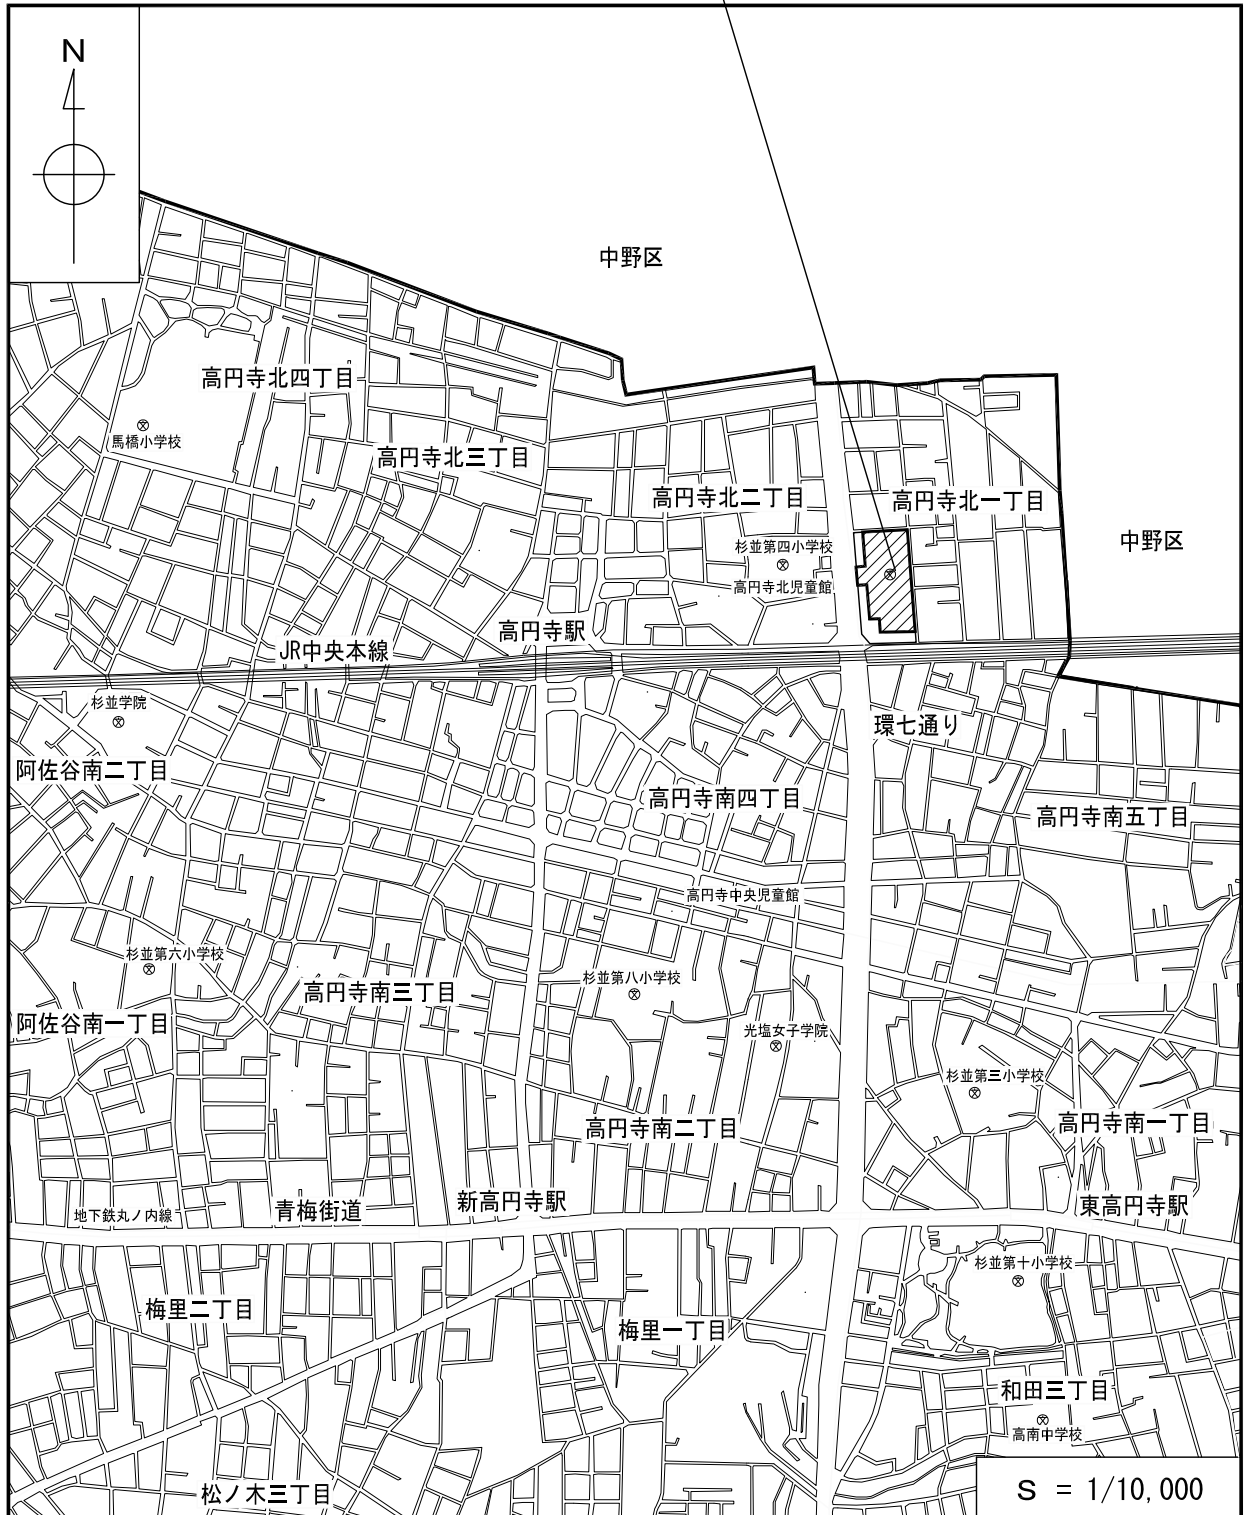 N
中野区
高円寺北四丁目
馬橋小学校
高円寺北三丁目
高円寺北二丁目
高円寺北一丁目
中野区
杉並第四小学校
高円寺北児童館
高円寺駅
JR中央本線
杉並学院
環七通り
阿佐谷南二丁目
高円寺南四丁目
高円寺南五丁目
高円寺中央児童館
杉並第六小学校
高円寺南三丁目
杉並第八小学校
阿佐谷南一丁目
光塩女子学院
杉並第三小学校
高円寺南二丁目
高円寺南一丁目
地下鉄丸ノ内線
青梅街道
新高円寺駅
東高円寺駅
杉並第十小学校
梅里二丁目
梅里一丁目
和田三丁目
高南中学校
松ノ木三丁目
S = 1/10,000